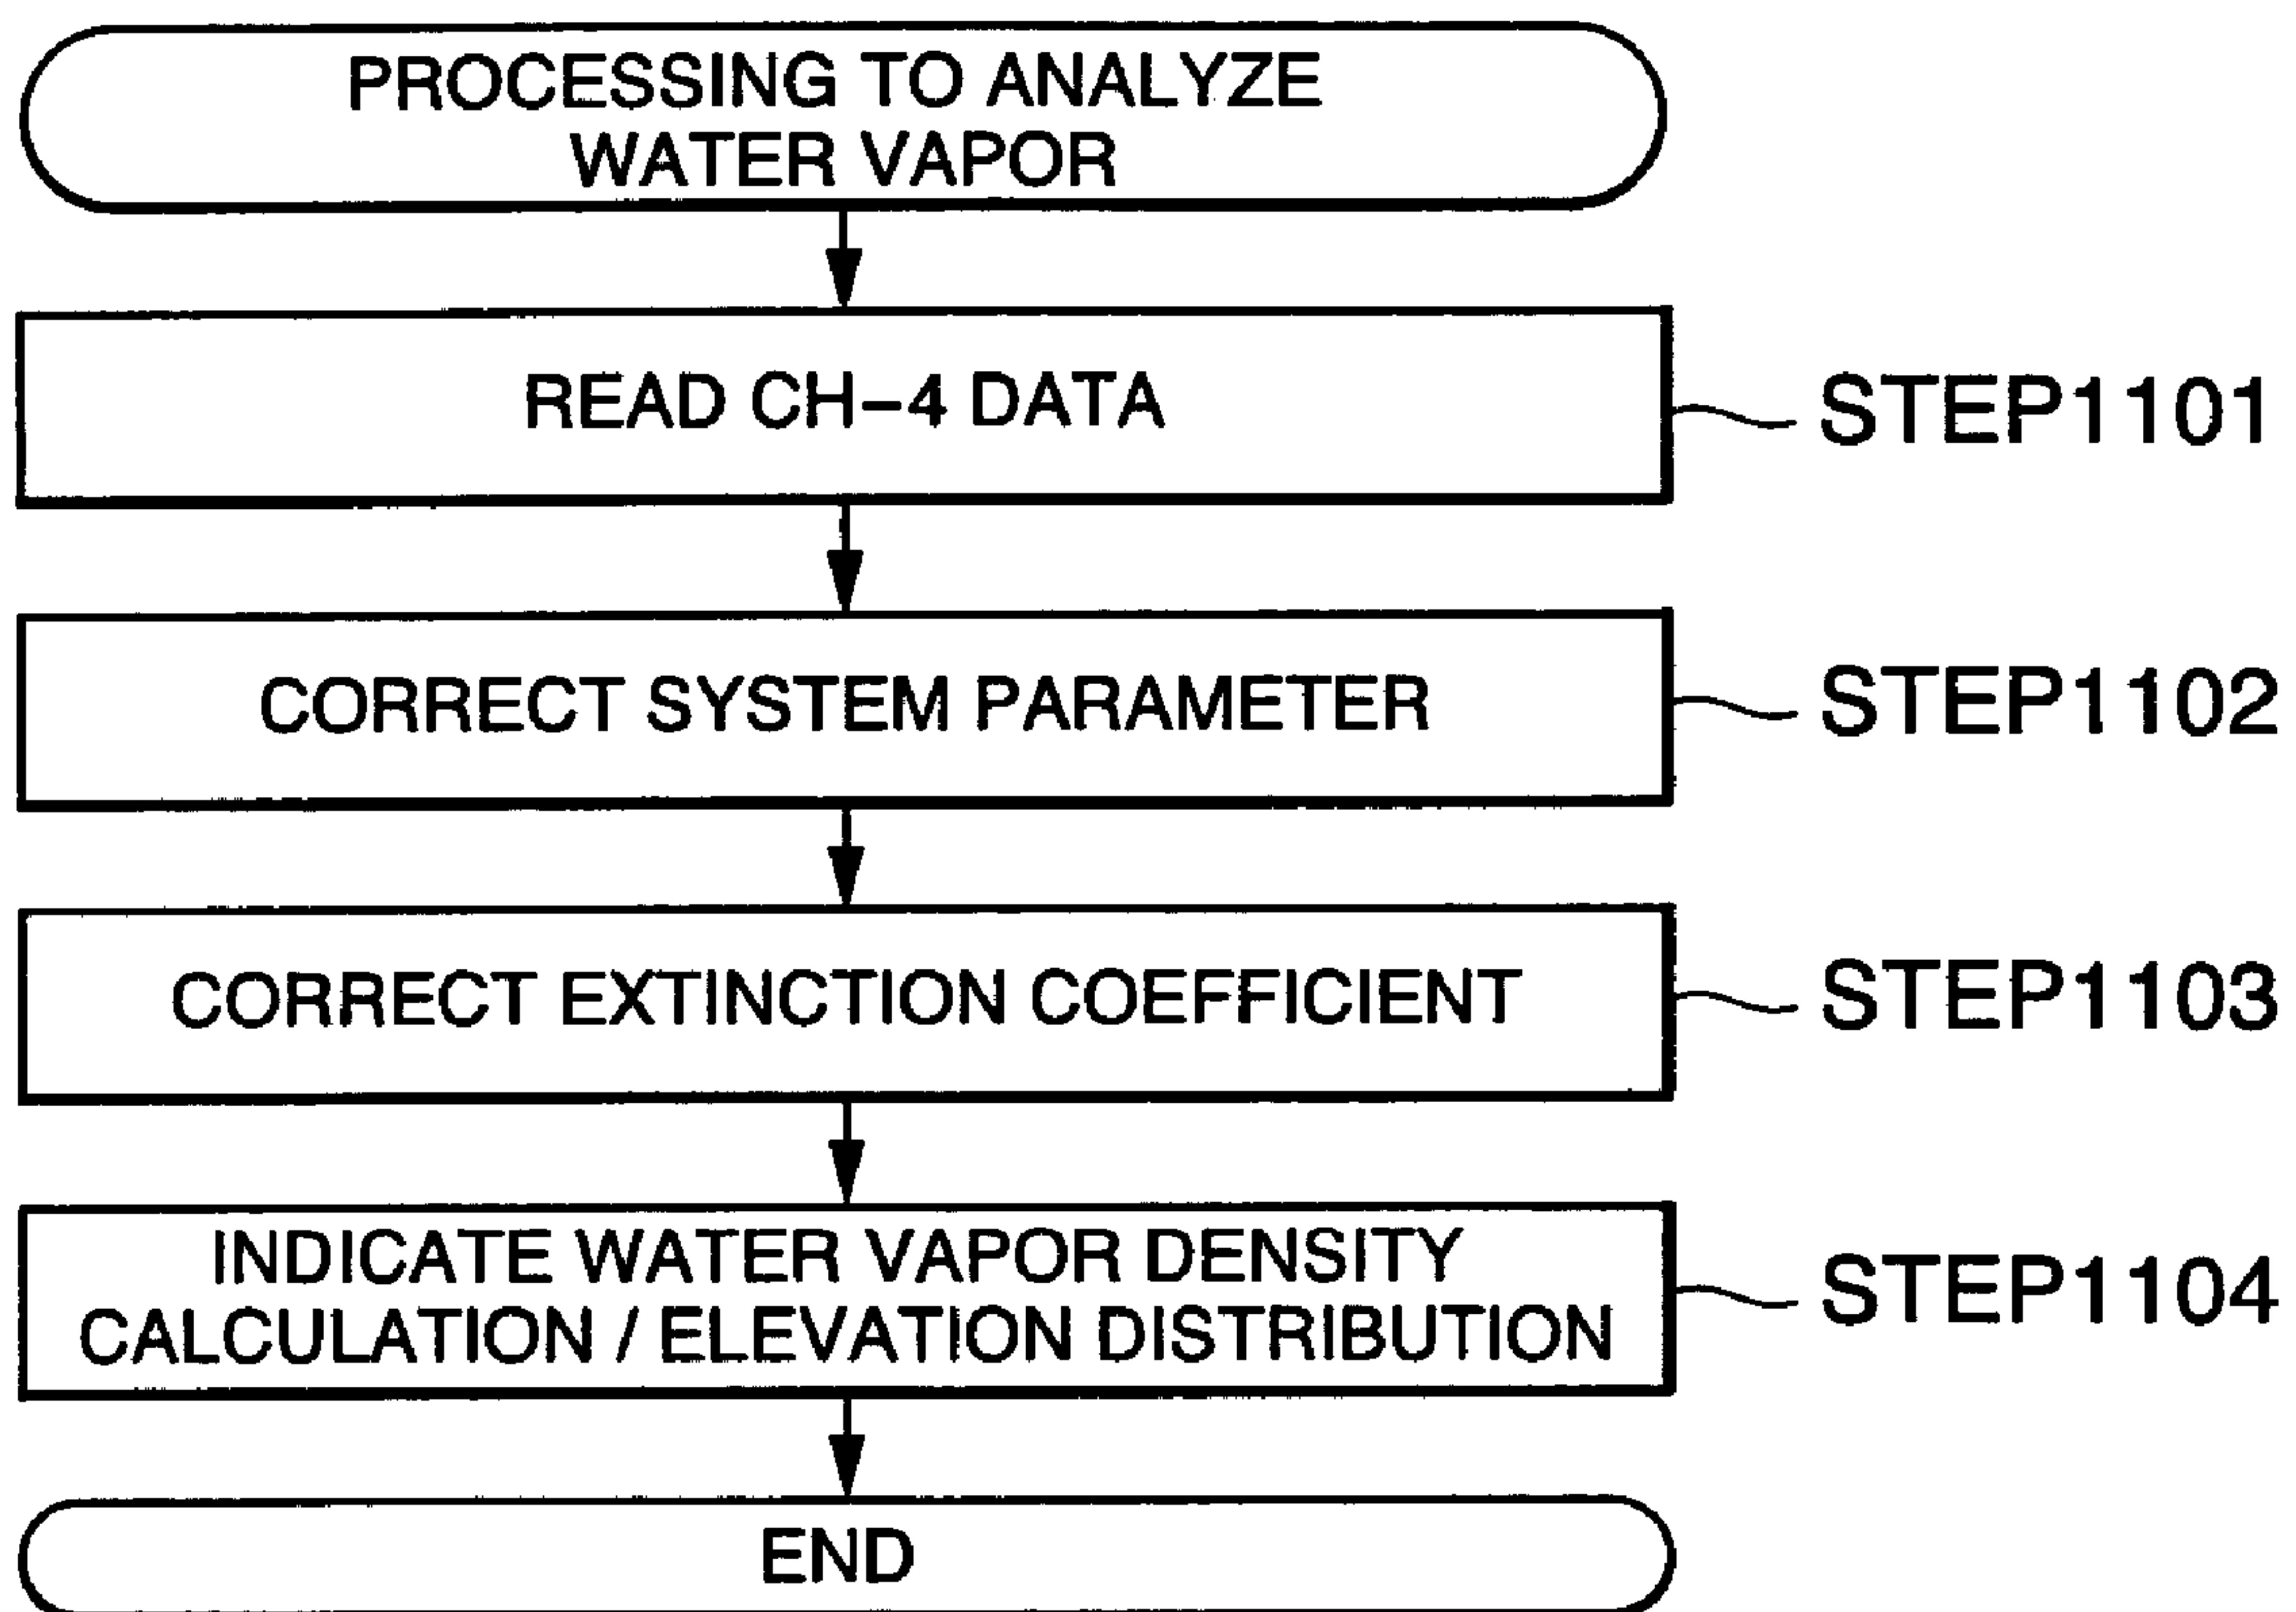 PROCESSING TO ANALYZE
WATER VAPOR
READ CH-4 DATA
STEP1101
CORRECT SYSTEM PARAMETER
STEP1102
CORRECT EXTINCTION COEFFICIENT
STEP1103
INDICATE WATER VAPOR DENSITY
CALCULATION / ELEVATION DISTRIBUTION
STEP1104
END